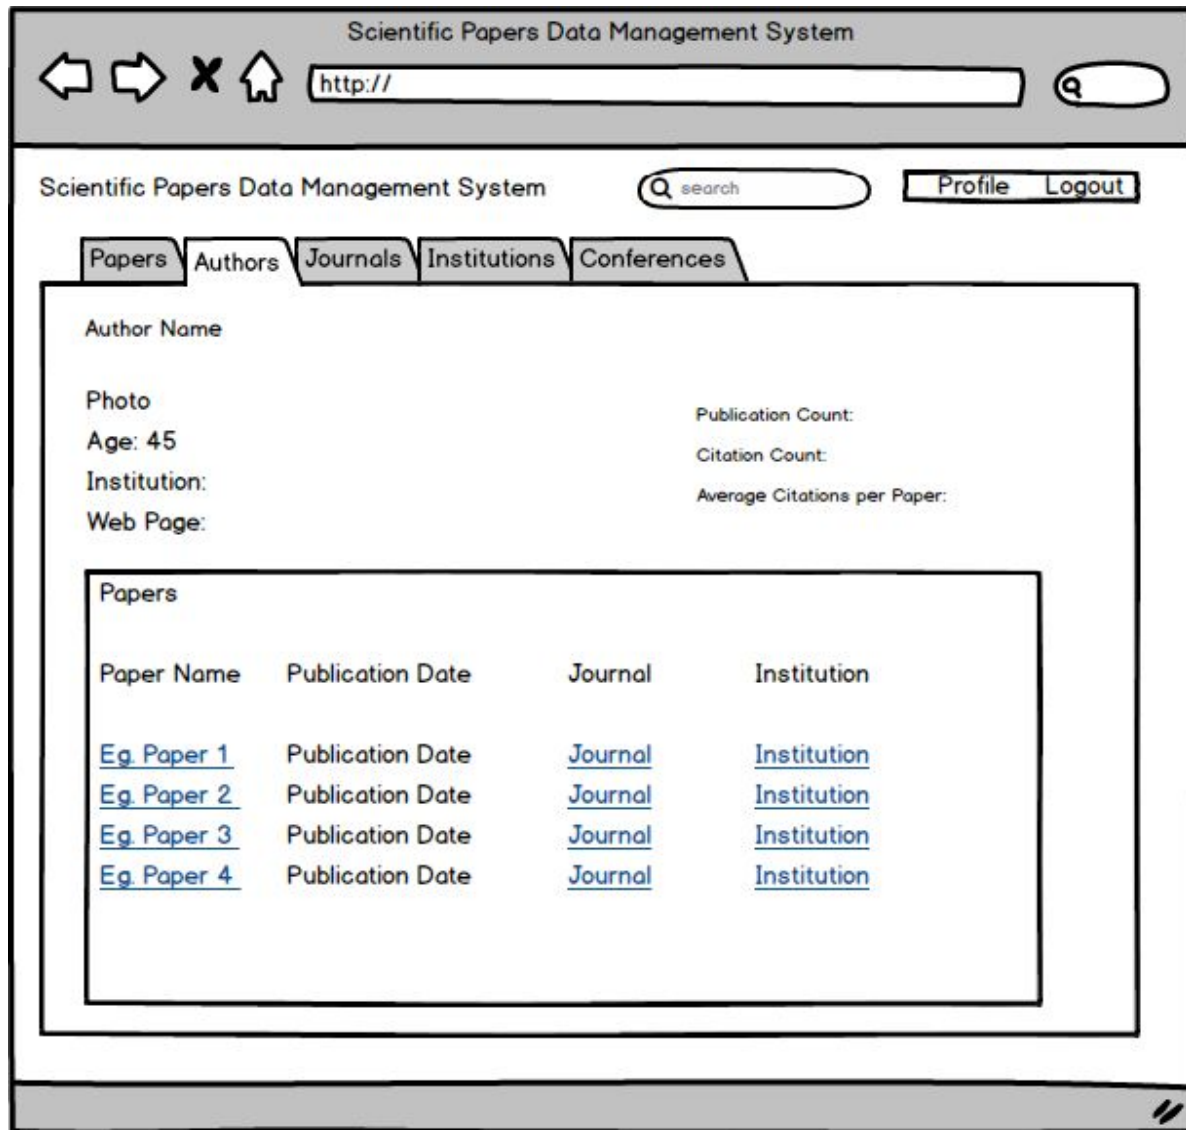 Scientific Papers Data Management System
http://
Scientific Papers Data Management System
search
Profile Logout
Papers Authors Journals Institutions Conferences
Author Name
Photo
Age: 45
Institution:
Web Page:
Publication Count:
Citation Count:
Average Citations per Paper:
Papers
Paper Name Publication Date Journal Institution
Eg. Paper 1 Publication Date Journal Institution
Eg. Paper 2 Publication Date Journal Institution
Eg. Paper 3 Publication Date Journal Institution
Eg. Paper 4 Publication Date Journal Institution